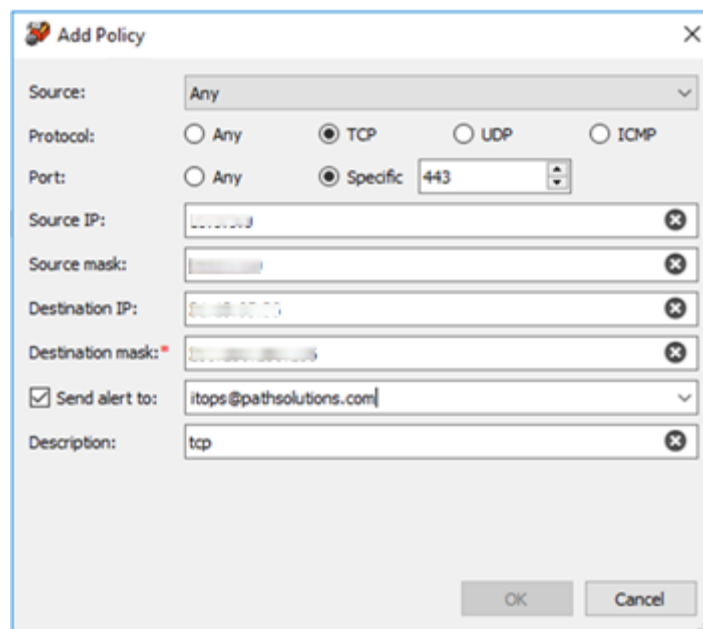 Add Policy
Source: Any
Protocol: Any TCP UDP ICMP
Port: Any Specific 443
Source IP:
Source mask:
Destination IP:
Destination mask:*
Send alert to: itops@pathsolutions.com
Description: tcp
OK Cancel